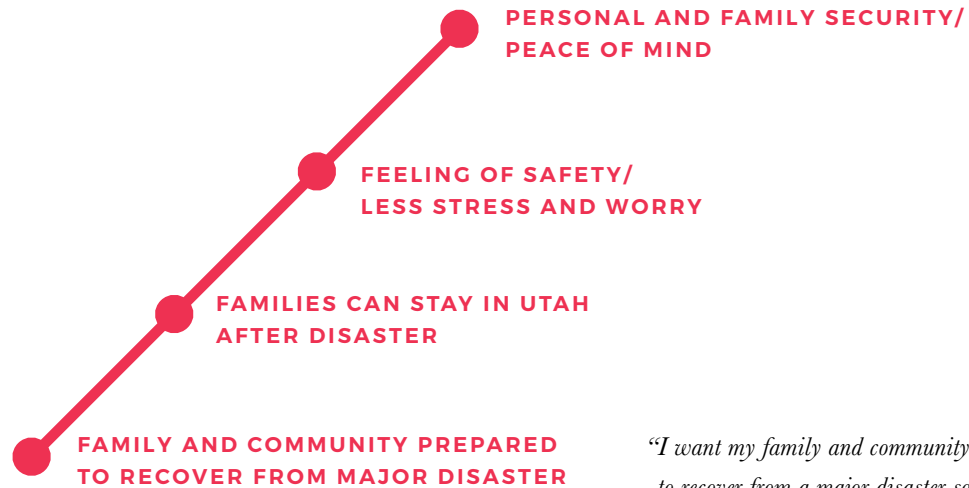 PERSONAL AND FAMILY SECURITY/
PEACE OF MIND
FEELING OF SAFETY/
LESS STRESS AND WORRY
FAMILIES CAN STAY IN UTAH
AFTER DISASTER
FAMILY AND COMMUNITY PREPARED
TO RECOVER FROM MAJOR DISASTER
“I want my family and community
to recover from a major disaster so